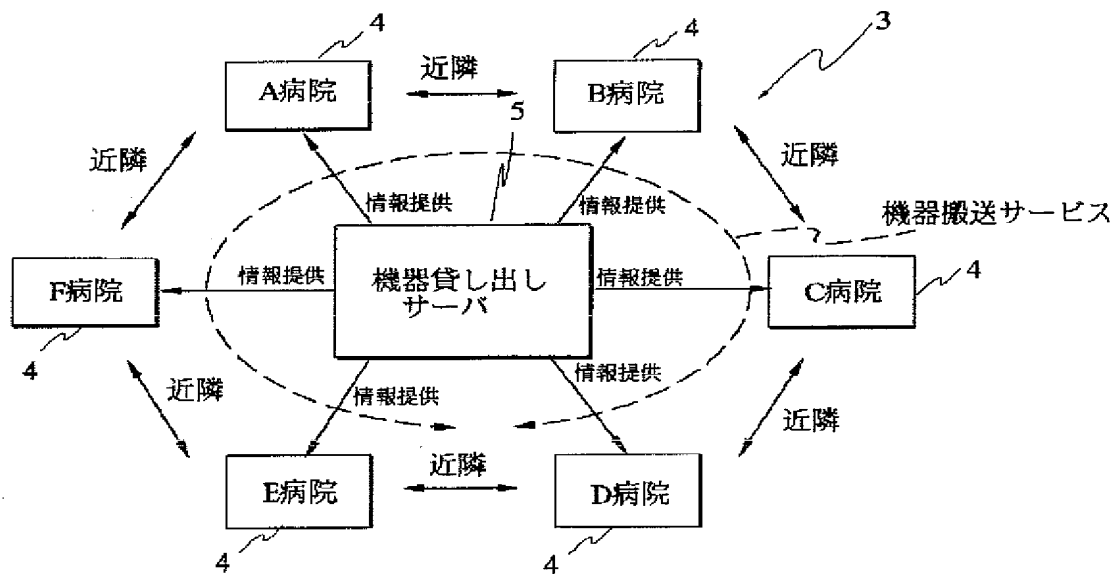 4
4
3
A病院
近隣
B病院
5
近隣
近隣
情報提供
情報提供
機器搬送サービス
F病院
情報提供
機器貸し出し
サーバ
情報提供
C病院
4
4
情報提供
情報提供
近隣
近隣
E病院
近隣
D病院
4
4